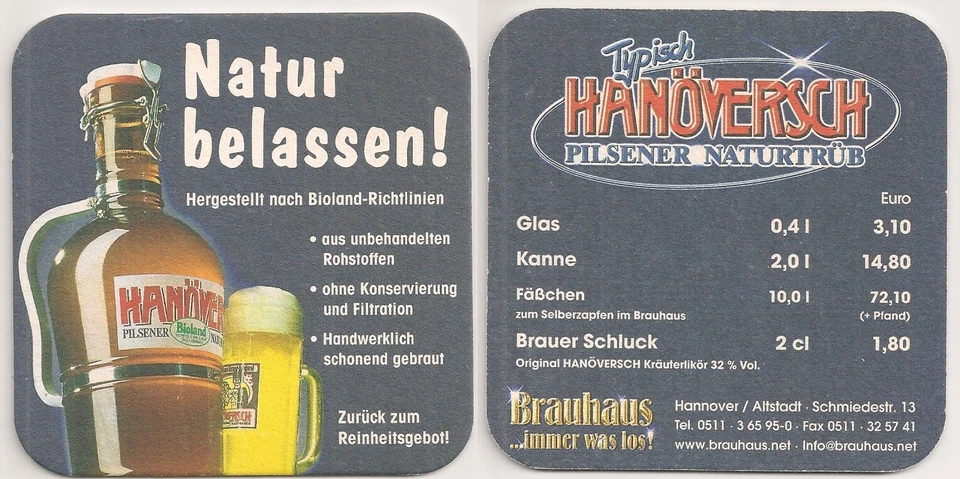 Natur
belassen!
Hergestellt nach Bioland-Richtlinien
• aus unbehandelten
Rohstoffen
• ohne Konservierung
und Filtration
• Handwerklich
schonend gebraut
Zurück zum
Reinheitsgebot!
HANÖVER
PILSENER
Bioland
Typisch
HANÖVERSCH
PILSENER NATURTRÜB
Euro
Glas 0,4 l 3,10
Kanne 2,0 l 14,80
Fäßchen 10,0 l 72,10
zum Selberzapfen im Brauhaus (+ Pfand)
Brauer Schluck 2 cl 1,80
Original HANÖVERSCH Kräuterlikör 32 % Vol.
Brauhaus
...immer was los!
Hannover / Altstadt · Schmiedestr. 13
Tel. 0511 · 3 65 95-0 · Fax 0511 · 32 57 41
www.brauhaus.net · Info@brauhaus.net